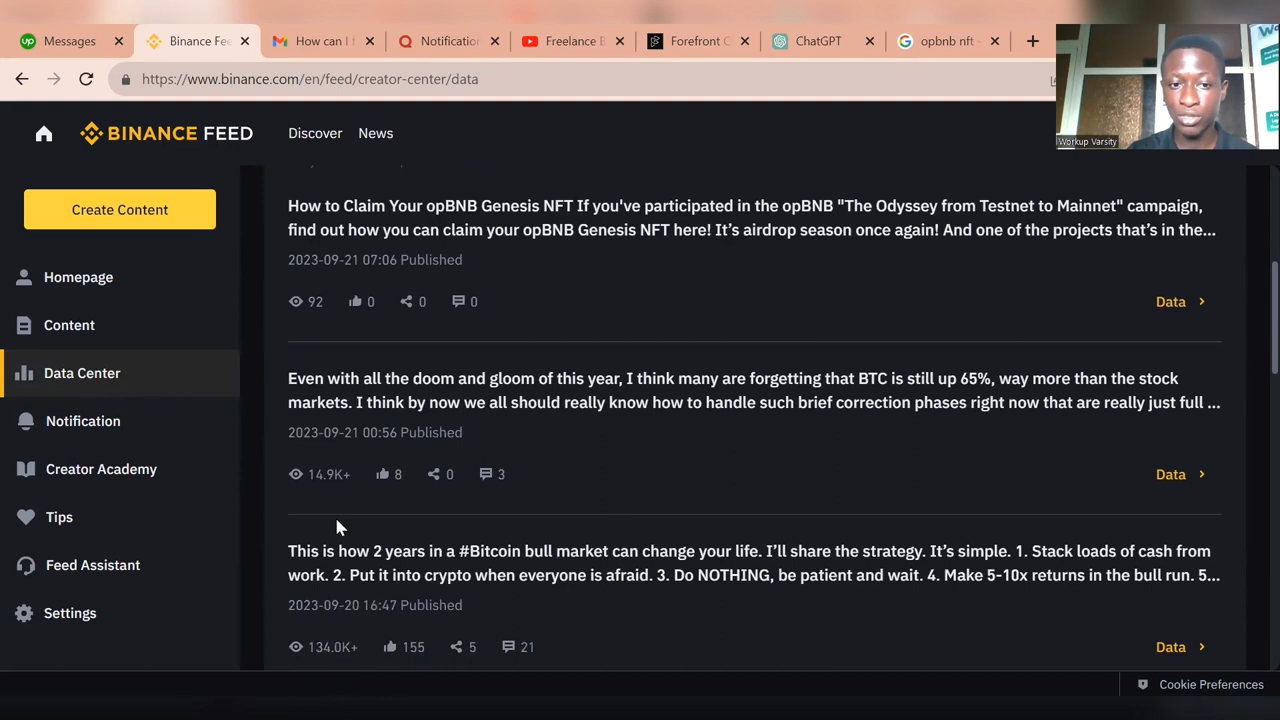 Messages
Binance Fee
How can I f
Notification
Freelance B
Forefront C
ChatGPT
opbnb nft -
https://www.binance.com/en/feed/creator-center/data
Workup Varsity
BINANCE FEED
Discover
News
Create Content
Homepage
Content
Data Center
Notification
Creator Academy
Tips
Feed Assistant
Settings
How to Claim Your opBNB Genesis NFT If you've participated in the opBNB "The Odyssey from Testnet to Mainnet" campaign,
find out how you can claim your opBNB Genesis NFT here! It's airdrop season once again! And one of the projects that's in the...
2023-09-21 07:06 Published
92 0 0 0
Data
Even with all the doom and gloom of this year, I think many are forgetting that BTC is still up 65%, way more than the stock
markets. I think by now we all should really know how to handle such brief correction phases right now that are really just full ...
2023-09-21 00:56 Published
14.9K+ 8 0 3
Data
This is how 2 years in a #Bitcoin bull market can change your life. I'll share the strategy. It's simple. 1. Stack loads of cash from
work. 2. Put it into crypto when everyone is afraid. 3. Do NOTHING, be patient and wait. 4. Make 5-10x returns in the bull run. 5...
2023-09-20 16:47 Published
134.0K+ 155 5 21
Data
Cookie Preferences